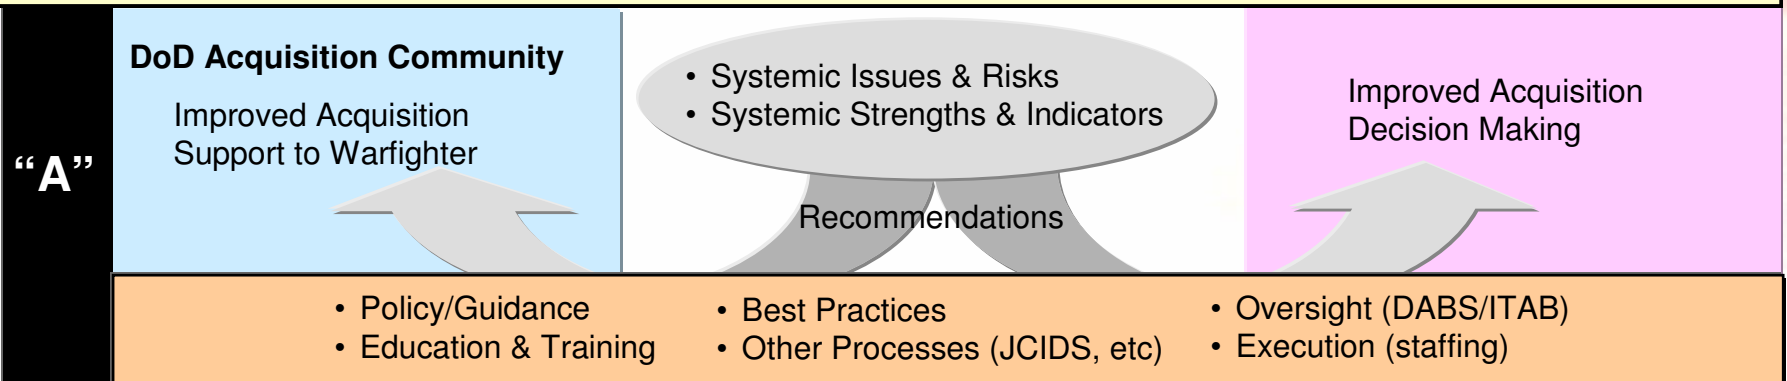 “A”
DoD Acquisition Community
Improved Acquisition
Support to Warfighter
• Systemic Issues & Risks
• Systemic Strengths & Indicators
Recommendations
Improved Acquisition
Decision Making
• Policy/Guidance
• Education & Training
• Best Practices
• Other Processes (JCIDS, etc)
• Oversight (DABS/ITAB)
• Execution (staffing)